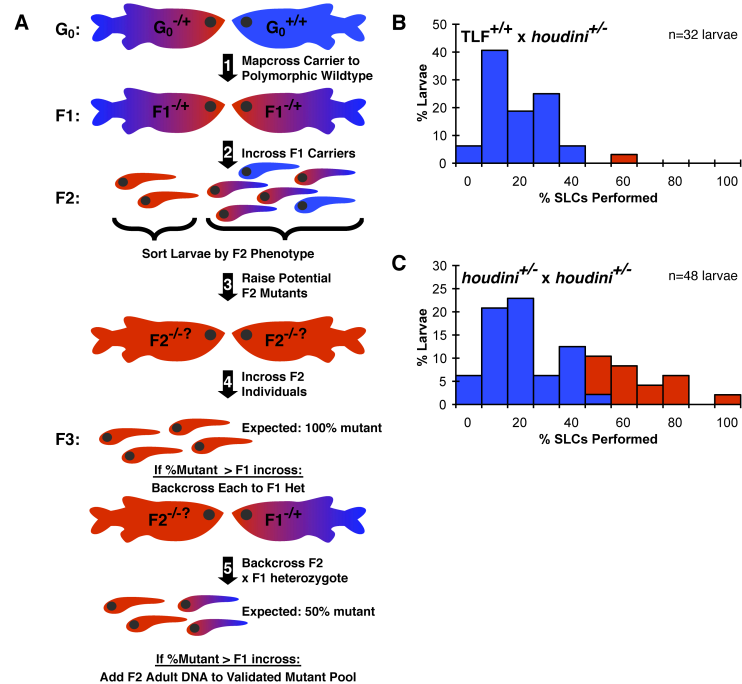 A
G0:
G0-/+
G0+/+
1
Mapcross Carrier to
Polymorphic Wildtype
F1:
F1-/+
F1-/+
2
Incross F1 Carriers
F2:
Sort Larvae by F2 Phenotype
3
Raise Potential
F2 Mutants
F2-/-?
F2-/-?
4
Incross F2
Individuals
F3:
Expected: 100% mutant
If %Mutant > F1 incross:
Backcross Each to F1 Het
F2-/-?
F1-/+
5
Backcross F2
x F1 heterozygote
Expected: 50% mutant
If %Mutant > F1 incross:
Add F2 Adult DNA to Validated Mutant Pool
B
TLF+/+ x houdini+/-
n=32 larvae
% Larvae
50
40
30
20
10
0
0 20 40 60 80 100
% SLCs Performed
C
houdini+/- x houdini+/-
n=48 larvae
% Larvae
30
25
20
15
10
5
0
0 20 40 60 80 100
% SLCs Performed